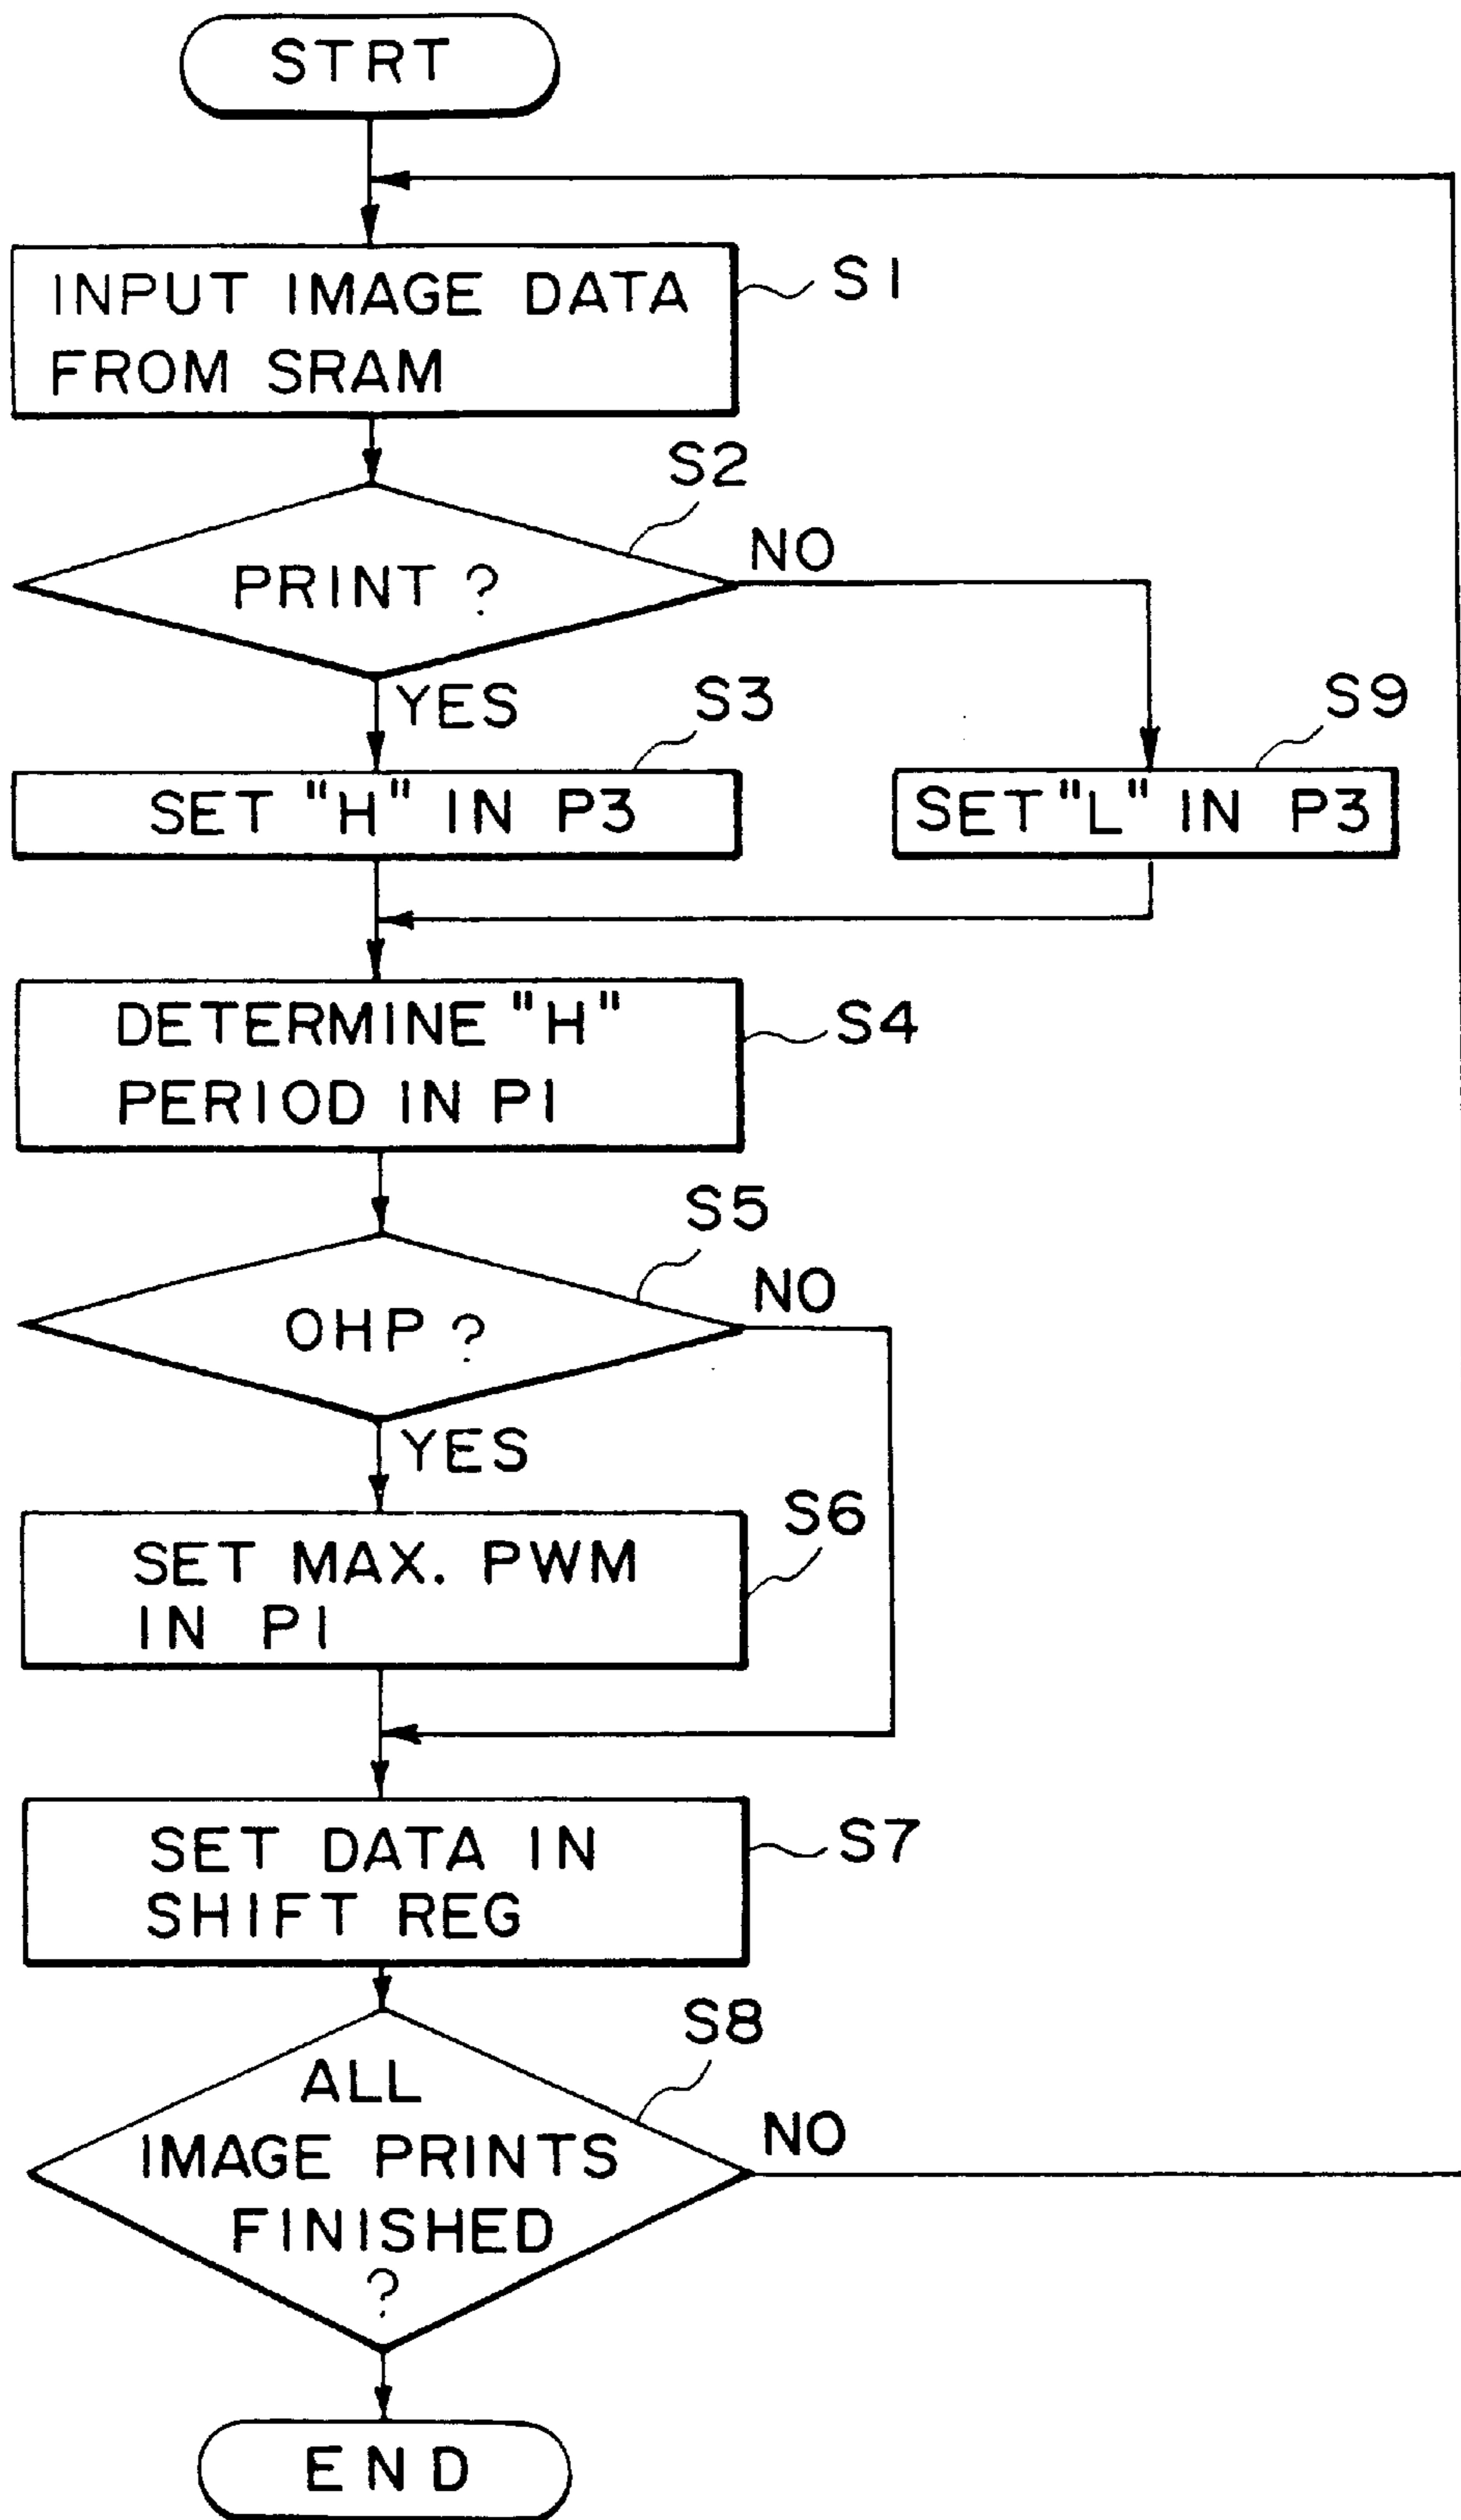 STRT
INPUT IMAGE DATA
FROM SRAM
S1
S2
PRINT ?
NO
YES
S3
S9
SET "H" IN P3
SET "L" IN P3
DETERMINE "H"
PERIOD IN P1
S4
S5
OHP ?
NO
YES
S6
SET MAX. PWM
IN P1
SET DATA IN
SHIFT REG
S7
S8
ALL
IMAGE PRINTS
FINISHED
?
NO
END